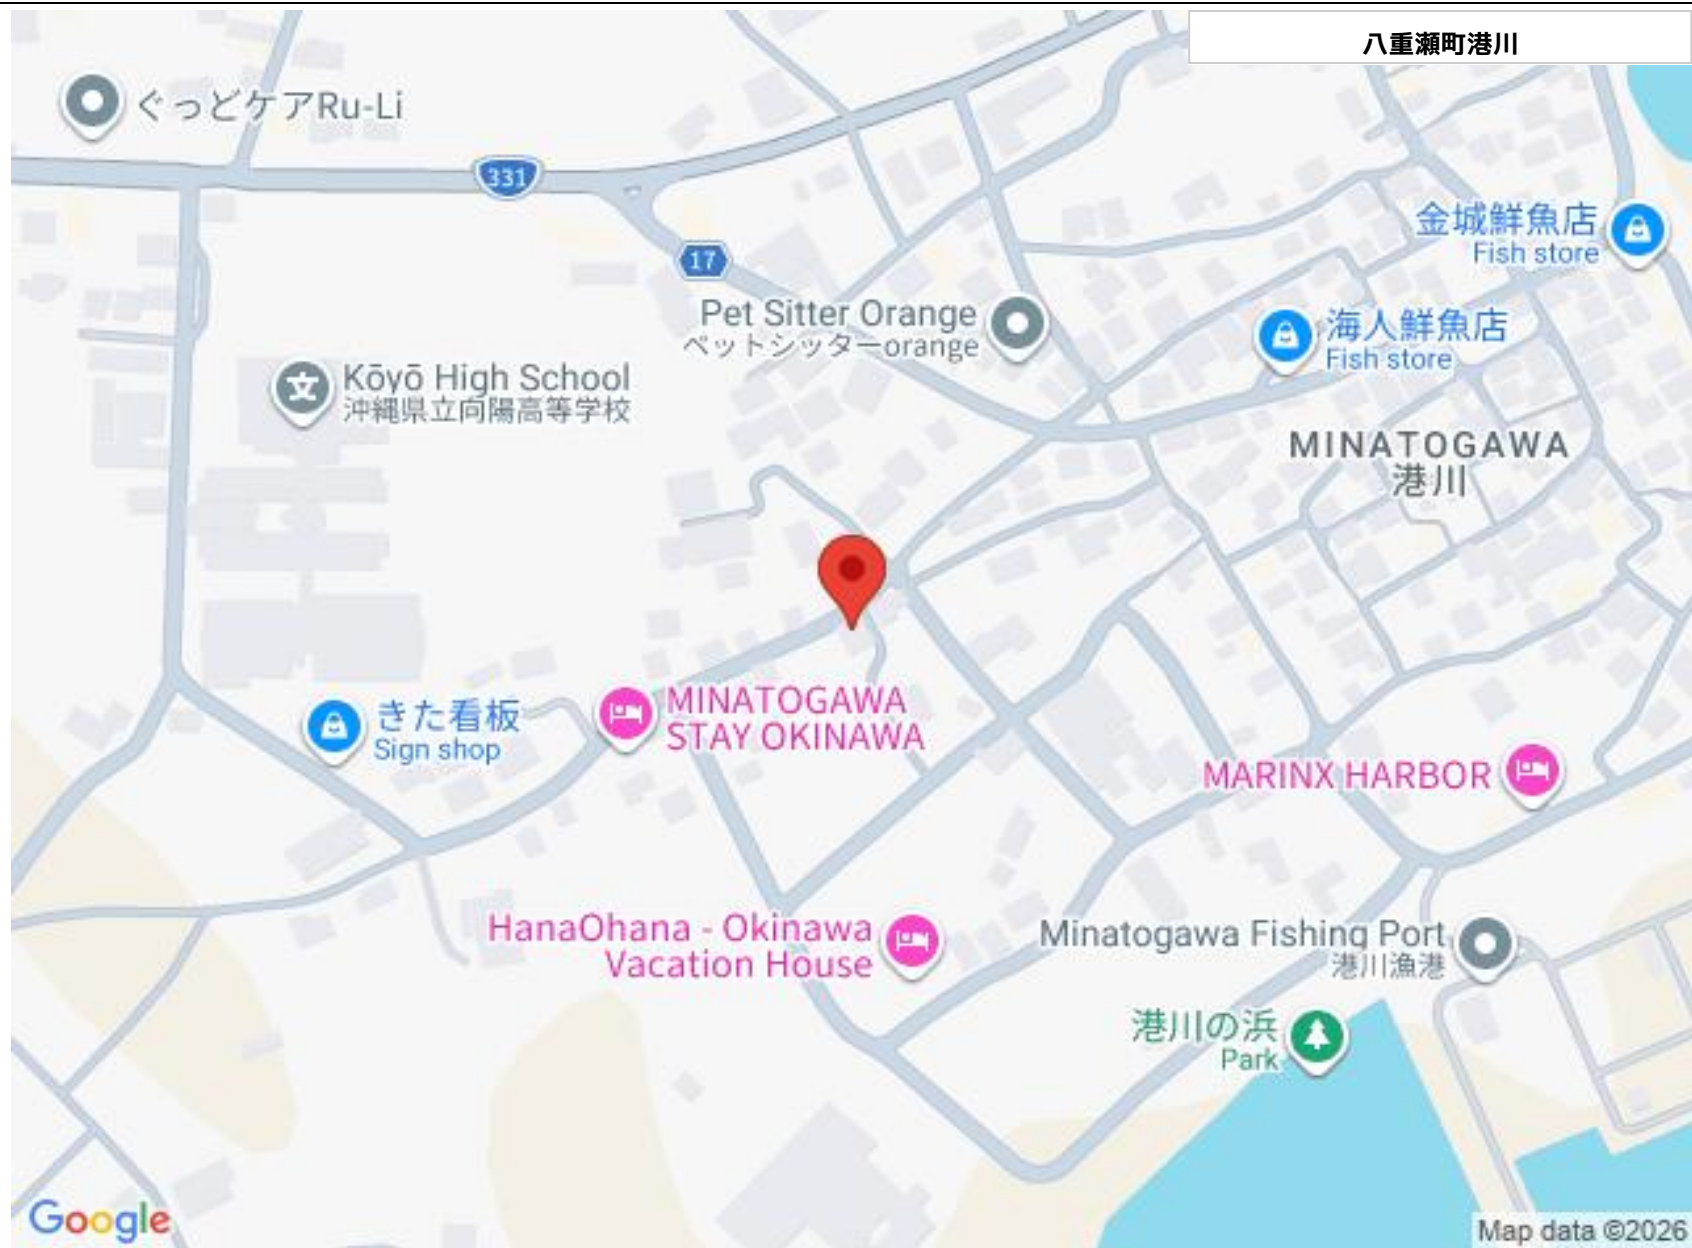 八重瀬町港川
ぐっどケアRu-Li
331
金城鮮魚店
Fish store
17
Pet Sitter Orange
ペットシッターorange
海人鮮魚店
Fish store
Kōyō High School
沖縄県立向陽高等学校
MINATOGAWA
港川
きた看板
Sign shop
MINATOGAWA
STAY OKINAWA
MARINX HARBOR
HanaOhana - Okinawa
Vacation House
Minatogawa Fishing Port
港川漁港
港川の浜
Park
Google
Map data ©2026